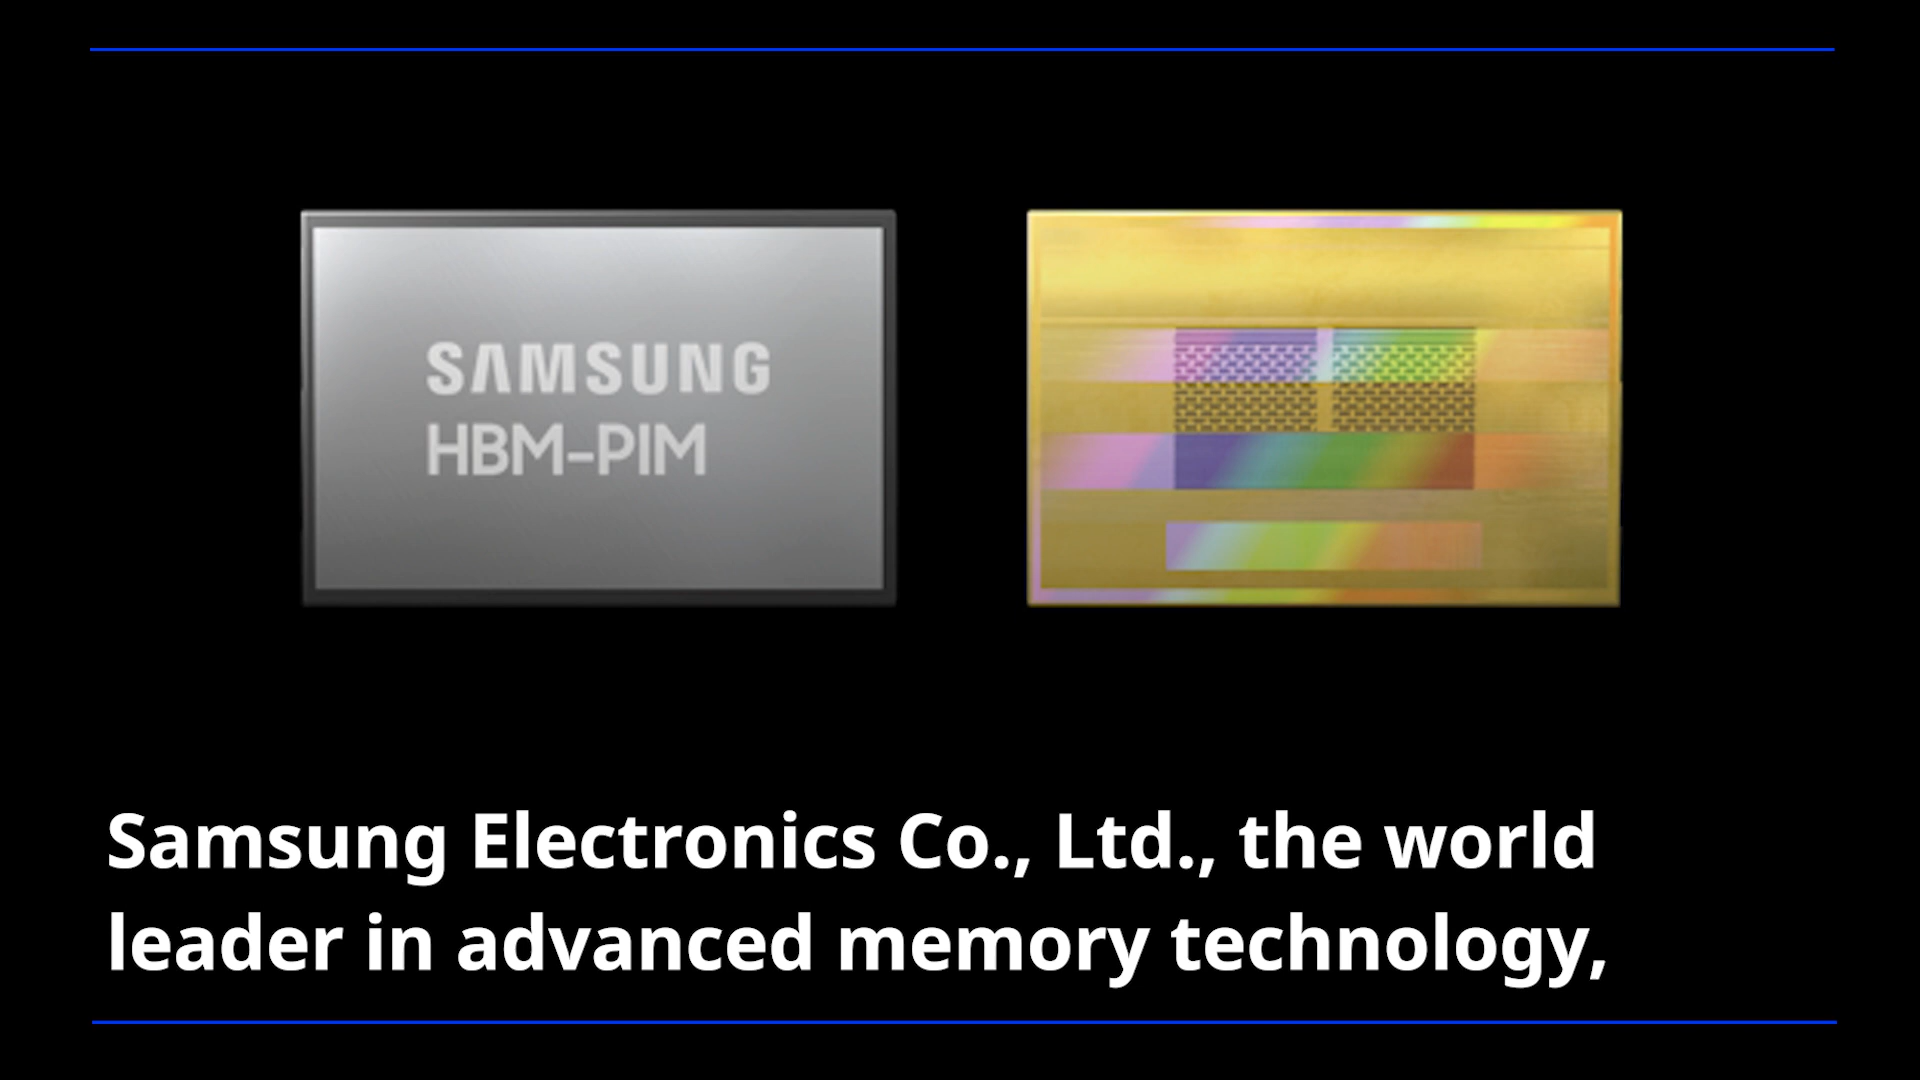 SAMSUNG
HBM-PIM
Samsung Electronics Co., Ltd., the world
leader in advanced memory technology,